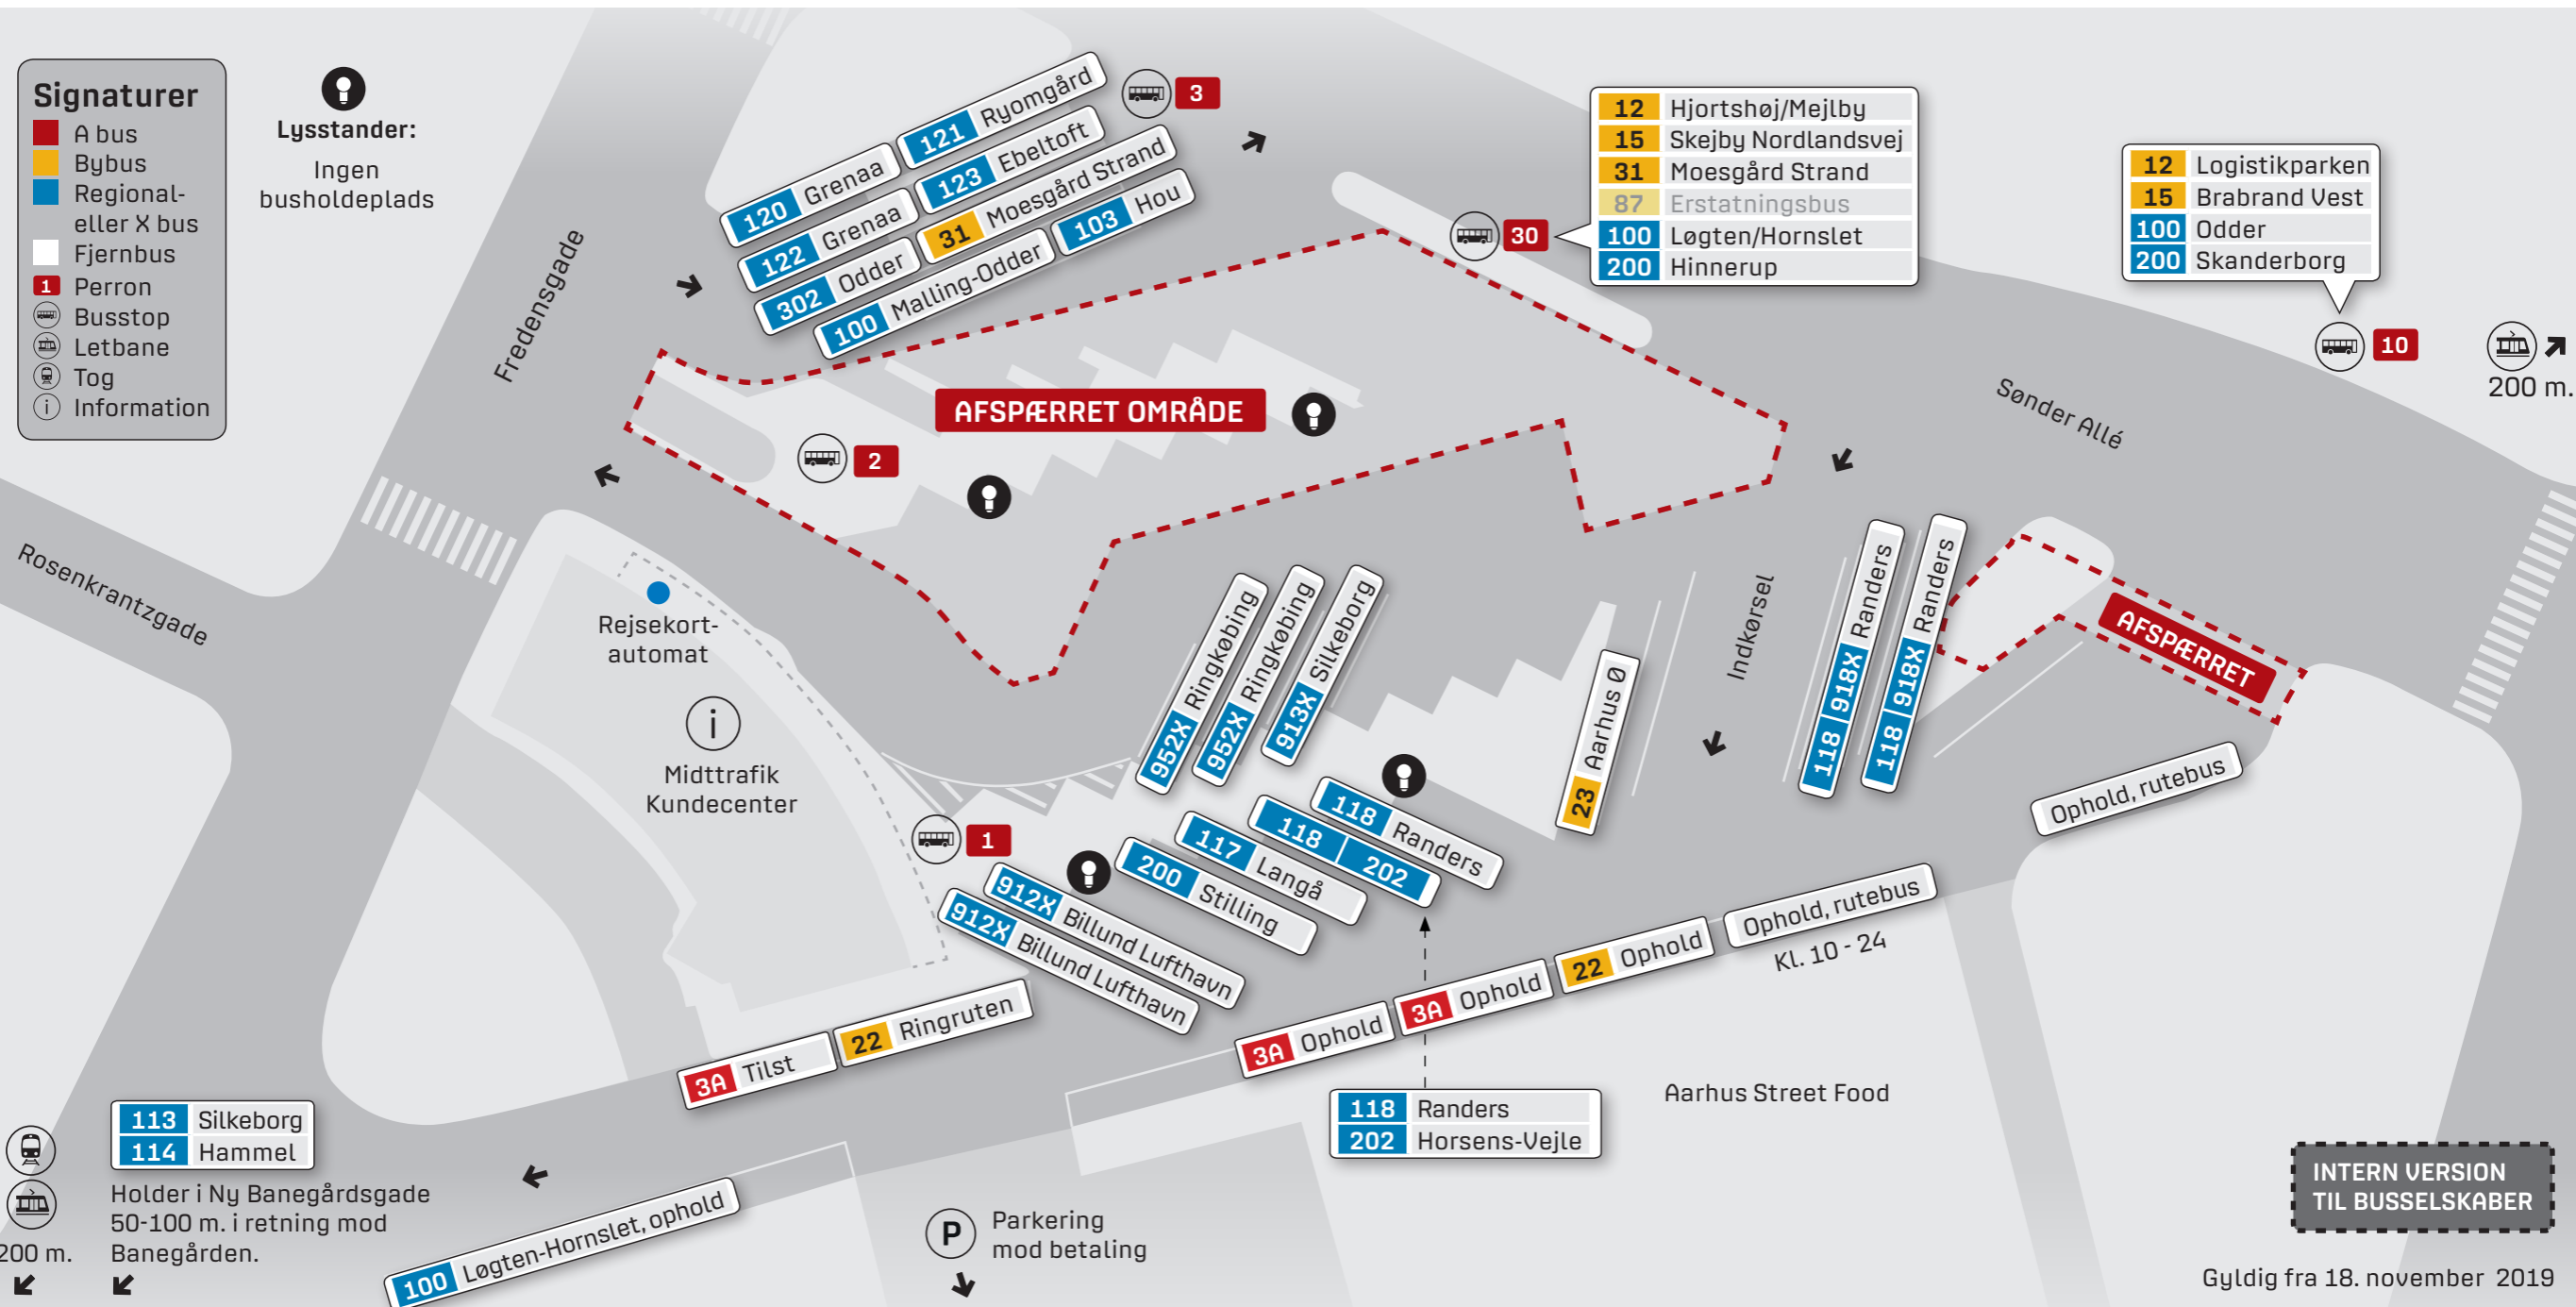 Signaturer
A bus
Bybus
Regional-
eller X bus
Fjernbus
1 Perron
Busstop
Letbane
Tog
i Information
Lysstander:
Ingen
busholdeplads
Fredensgade
Rosenkrantzgade
120 Grenaa
121 Ryomgård
122 Grenaa
123 Ebeltoft
302 Odder
31 Moesgård Strand
100 Malling-Odder
103 Hou
3
30
12 Hjortshøj/Mejlby
15 Skejby Nordlandsvej
31 Moesgård Strand
87 Erstatningsbus
100 Løgten/Hornslet
200 Hinnerup
12 Logistikparken
15 Brabrand Vest
100 Odder
200 Skanderborg
10
200 m.
Sønder Allé
AFSPÆRRET OMRÅDE
2
Rejsekort-
automat
i
Midttrafik
Kundecenter
952X Ringkøbing
952X Ringkøbing
913X Silkeborg
23 Aarhus Ø
Indkørsel
118 918X Randers
118 918X Randers
AFSPÆRRET
Ophold, rutebus
1
912X Billund Lufthavn
912X Billund Lufthavn
200 Stilling
117 Langå
118 202
118 Randers
3A Tilst
22 Ringruten
3A Ophold
3A Ophold
22 Ophold
Ophold, rutebus
Kl. 10 - 24
Aarhus Street Food
118 Randers
202 Horsens-Vejle
113 Silkeborg
114 Hammel
Holder i Ny Banegårdsgade
50-100 m. i retning mod
Banegården.
200 m.
100 Løgten-Hornslet, ophold
P
Parkering
mod betaling
INTERN VERSION
TIL BUSSELSKABER
Gyldig fra 18. november 2019